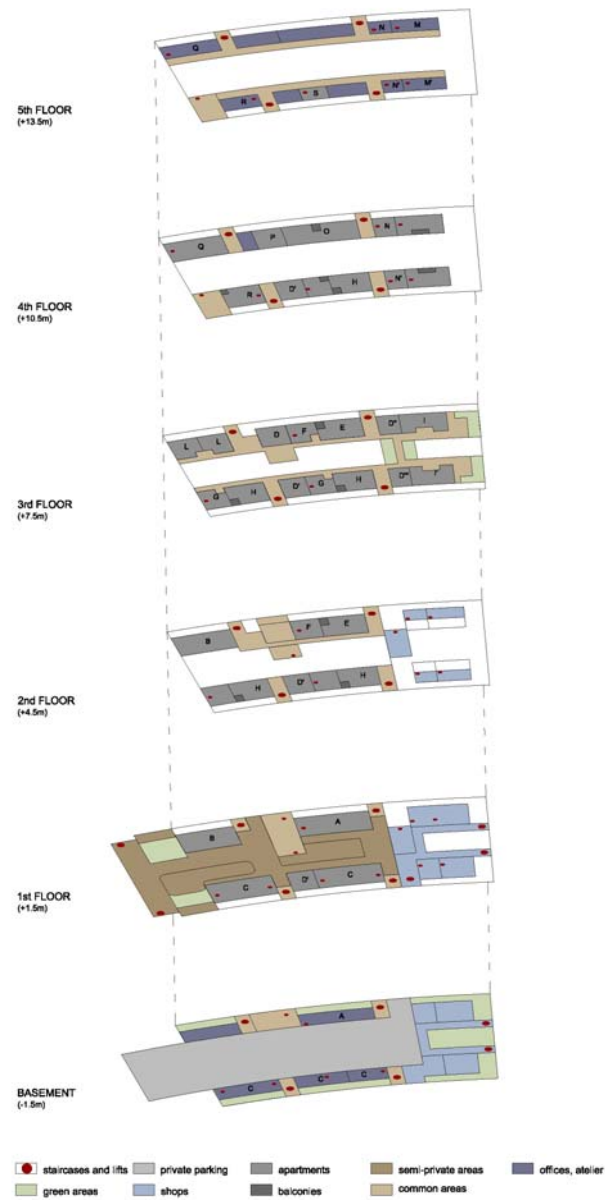 Q
N
M
R
S
N'
M'
5th FLOOR
(+13.5m)
Q
P
O
N
R
D'
H
N'
4th FLOOR
(+10.5m)
L
L
D
F
E
D"
I
G
H
D'
G
H
D'''
I'
3rd FLOOR
(+7.5m)
B
F
E
H
D'
H
2nd FLOOR
(+4.5m)
B
A
C
D'
C
1st FLOOR
(+1.5m)
A
C
C
C
BASEMENT
(-1.5m)
staircases and lifts
private parking
apartments
semi-private areas
offices, atelier
green areas
shops
balconies
common areas